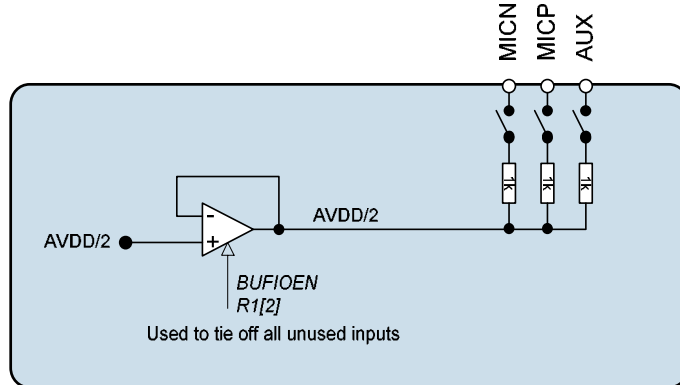 MICN
MICP
AUX
1k
1k
1k
-
+
AVDD/2
AVDD/2
BUFIOEN
R1[2]
Used to tie off all unused inputs